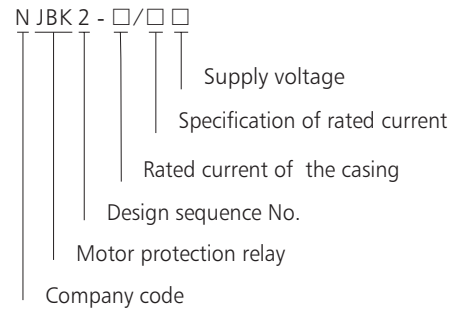 N JBK 2 - □/□ □
Supply voltage
Specification of rated current
Rated current of the casing
Design sequence No.
Motor protection relay
Company code